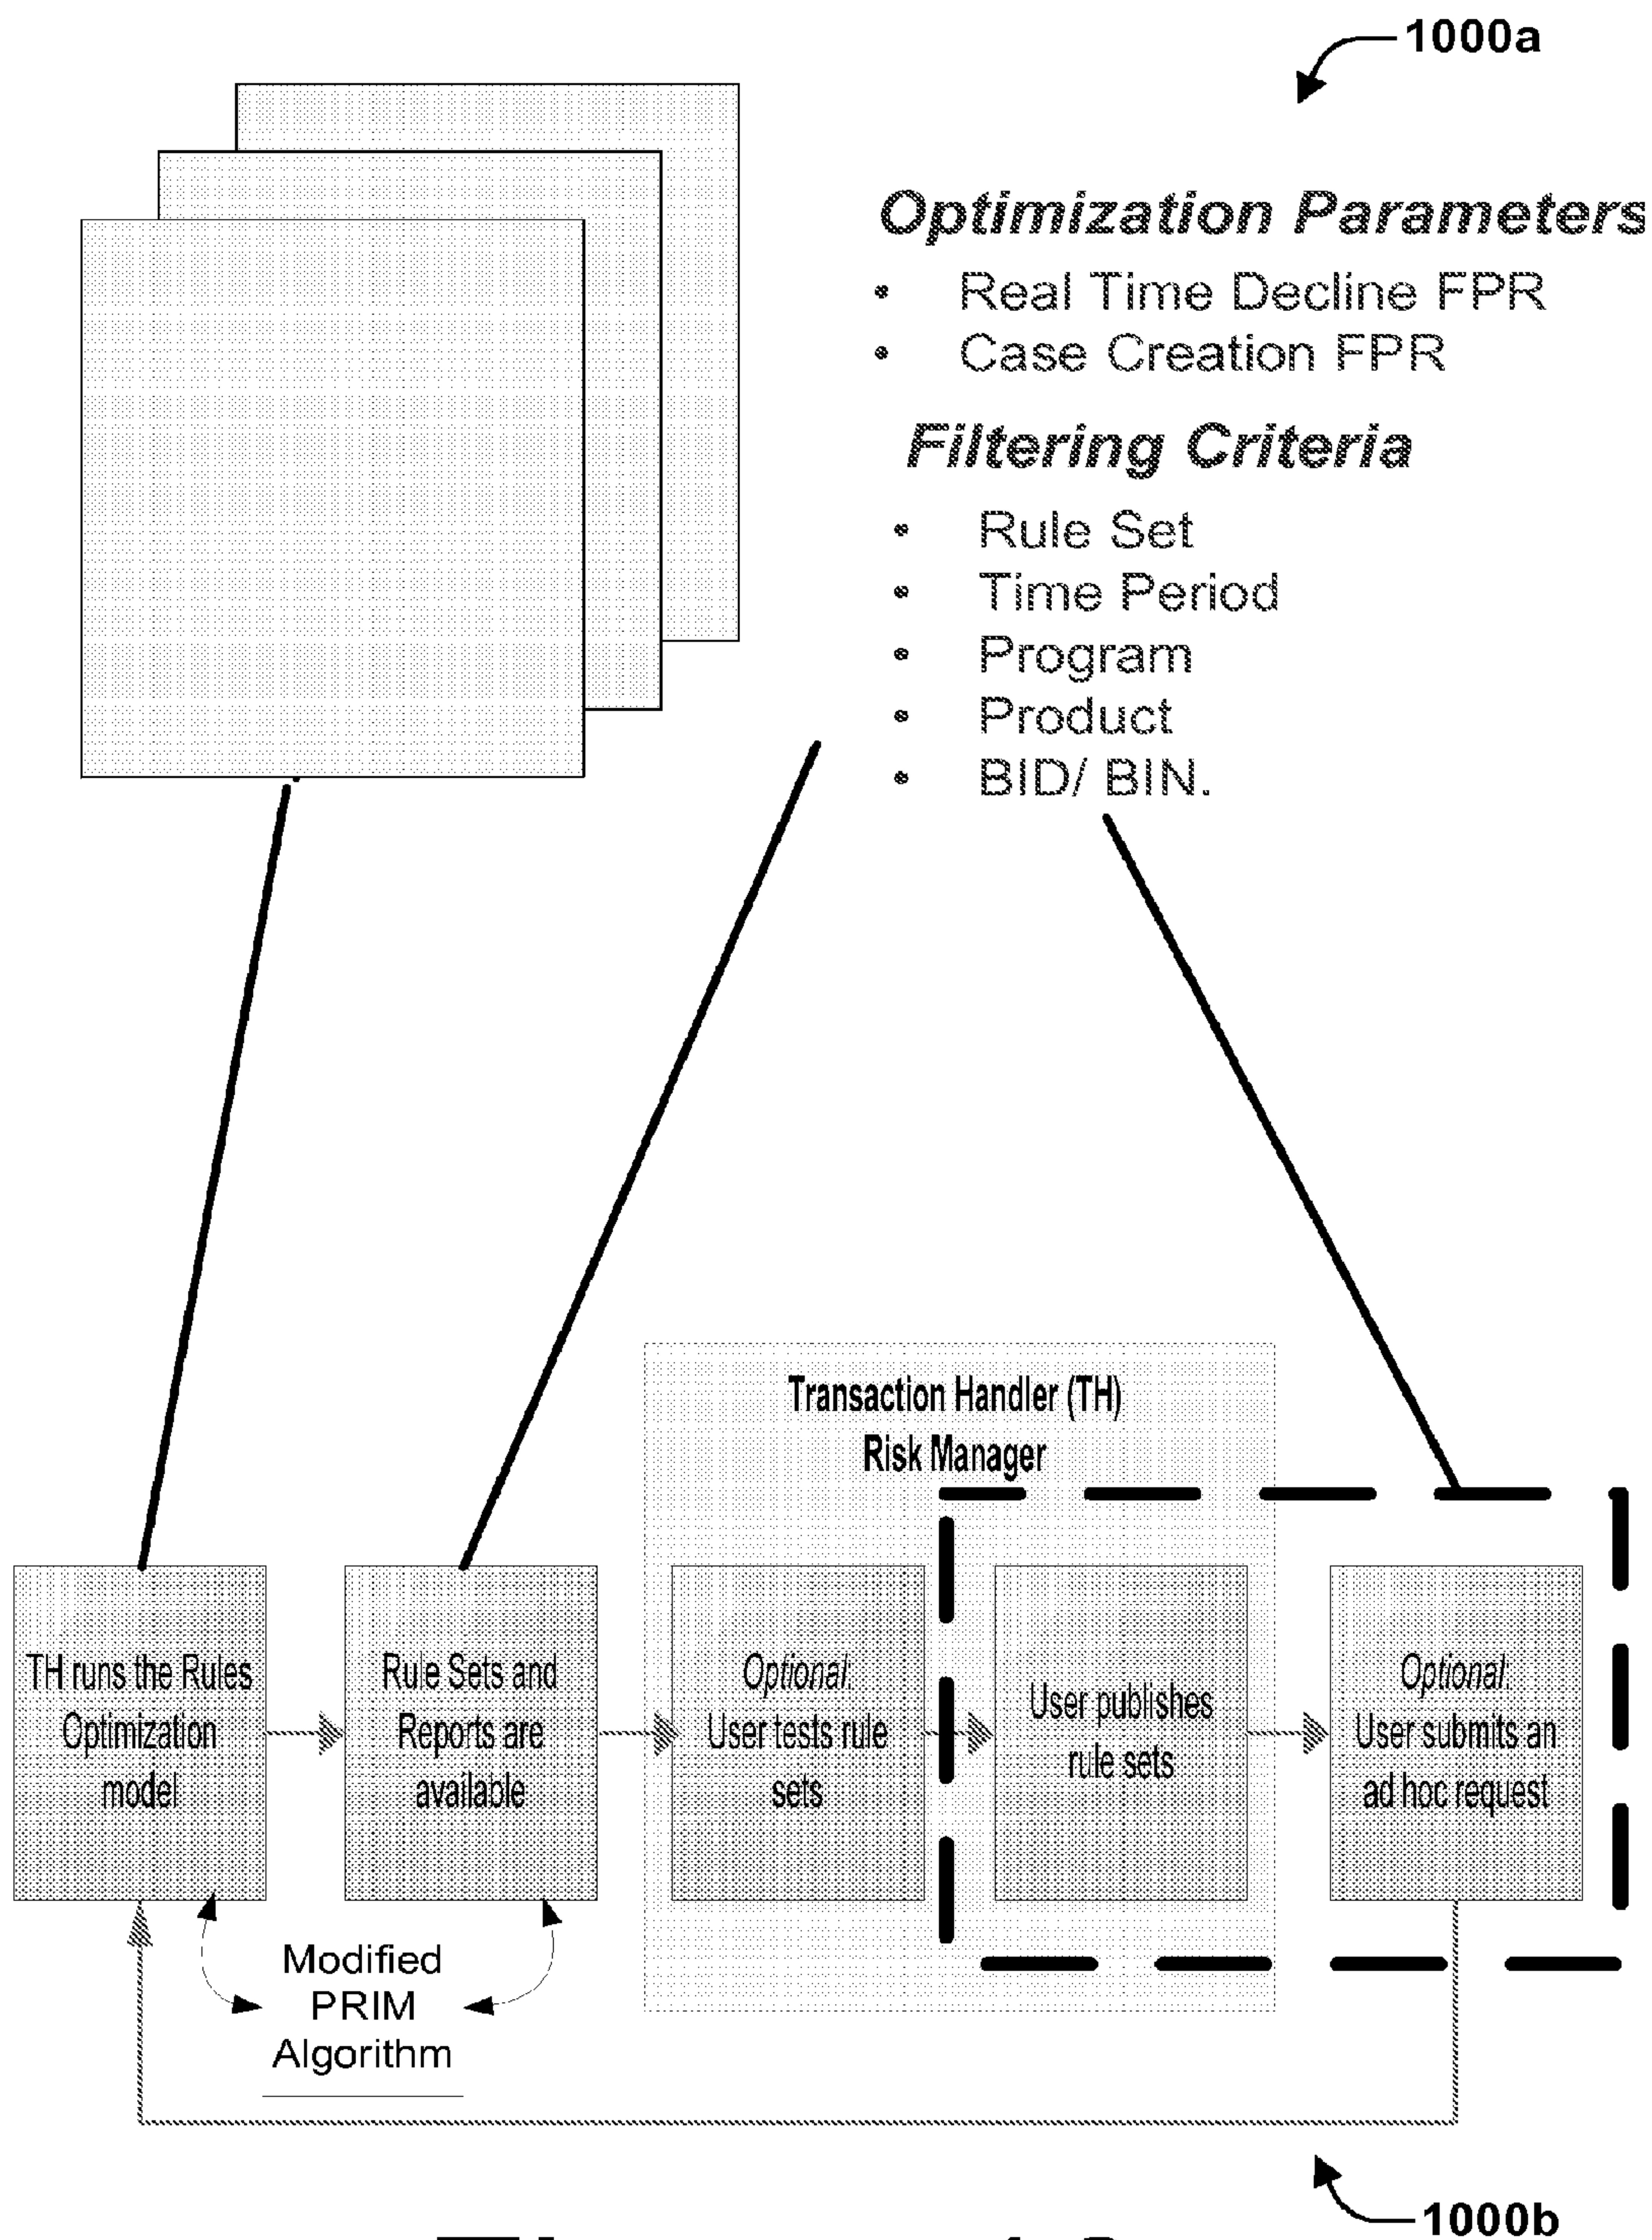 1000a
Optimization Parameters
• Real Time Decline FPR
• Case Creation FPR
Filtering Criteria
• Rule Set
• Time Period
• Program
• Product
• BID/ BIN.
Transaction Handler (TH)
Risk Manager
TH runs the Rules
Optimization
model
Rule Sets and
Reports are
available
Optional:
User tests rule
sets
User publishes
rule sets
Optional:
User submits an
ad hoc request
Modified
PRIM
Algorithm
1000b